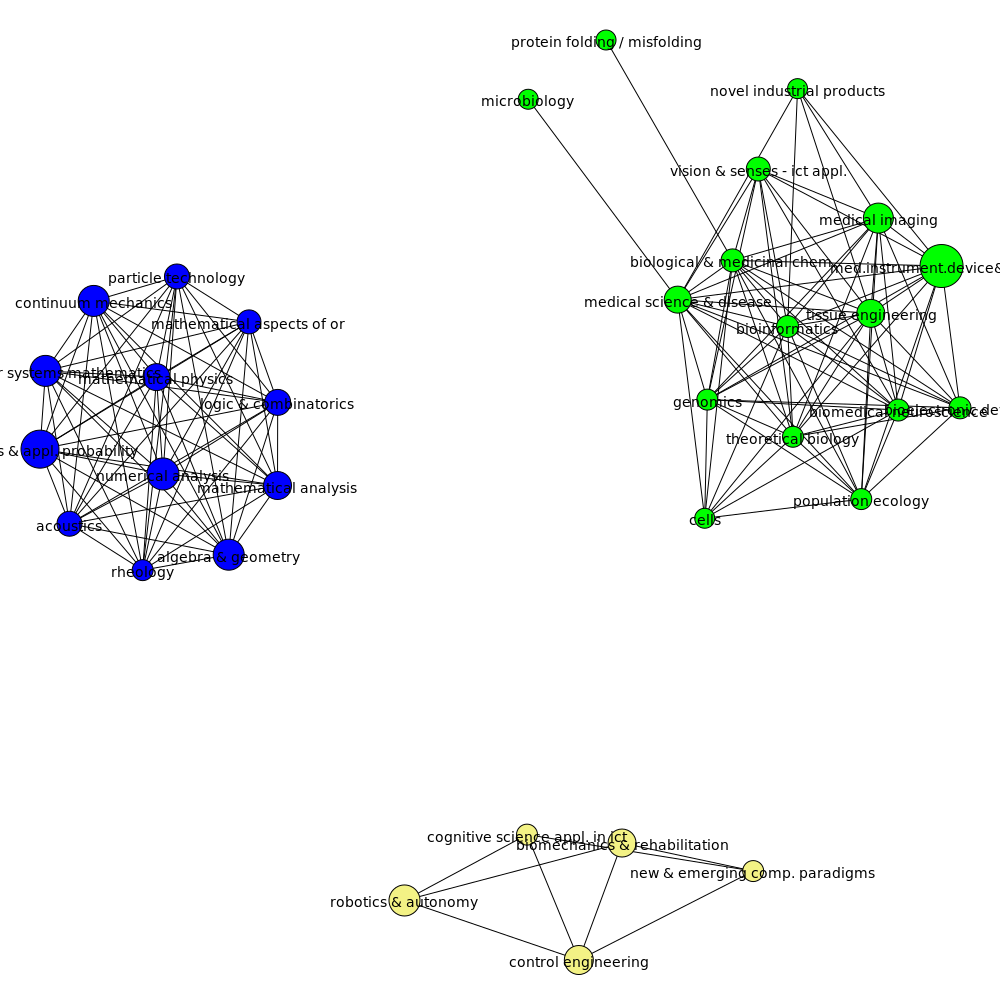 protein folding / misfolding
novel industrial products
microbiology
vision & senses - ict appl.
medical imaging
biological & medicinal chem.
med.instrument.device&
particle technology
continuum mechanics
medical science & disease
tissue engineering
mathematical aspects of or
bioinformatics
r systems mathematics
mathematical physics
logic & combinatorics
genomics
biomedical neuroscience
theoretical biology
s & appl. probability
numerical analysis
mathematical analysis
population ecology
cells
acoustics
algebra & geometry
rheology
cognitive science appl. in ict
biomechanics & rehabilitation
new & emerging comp. paradigms
robotics & autonomy
control engineering